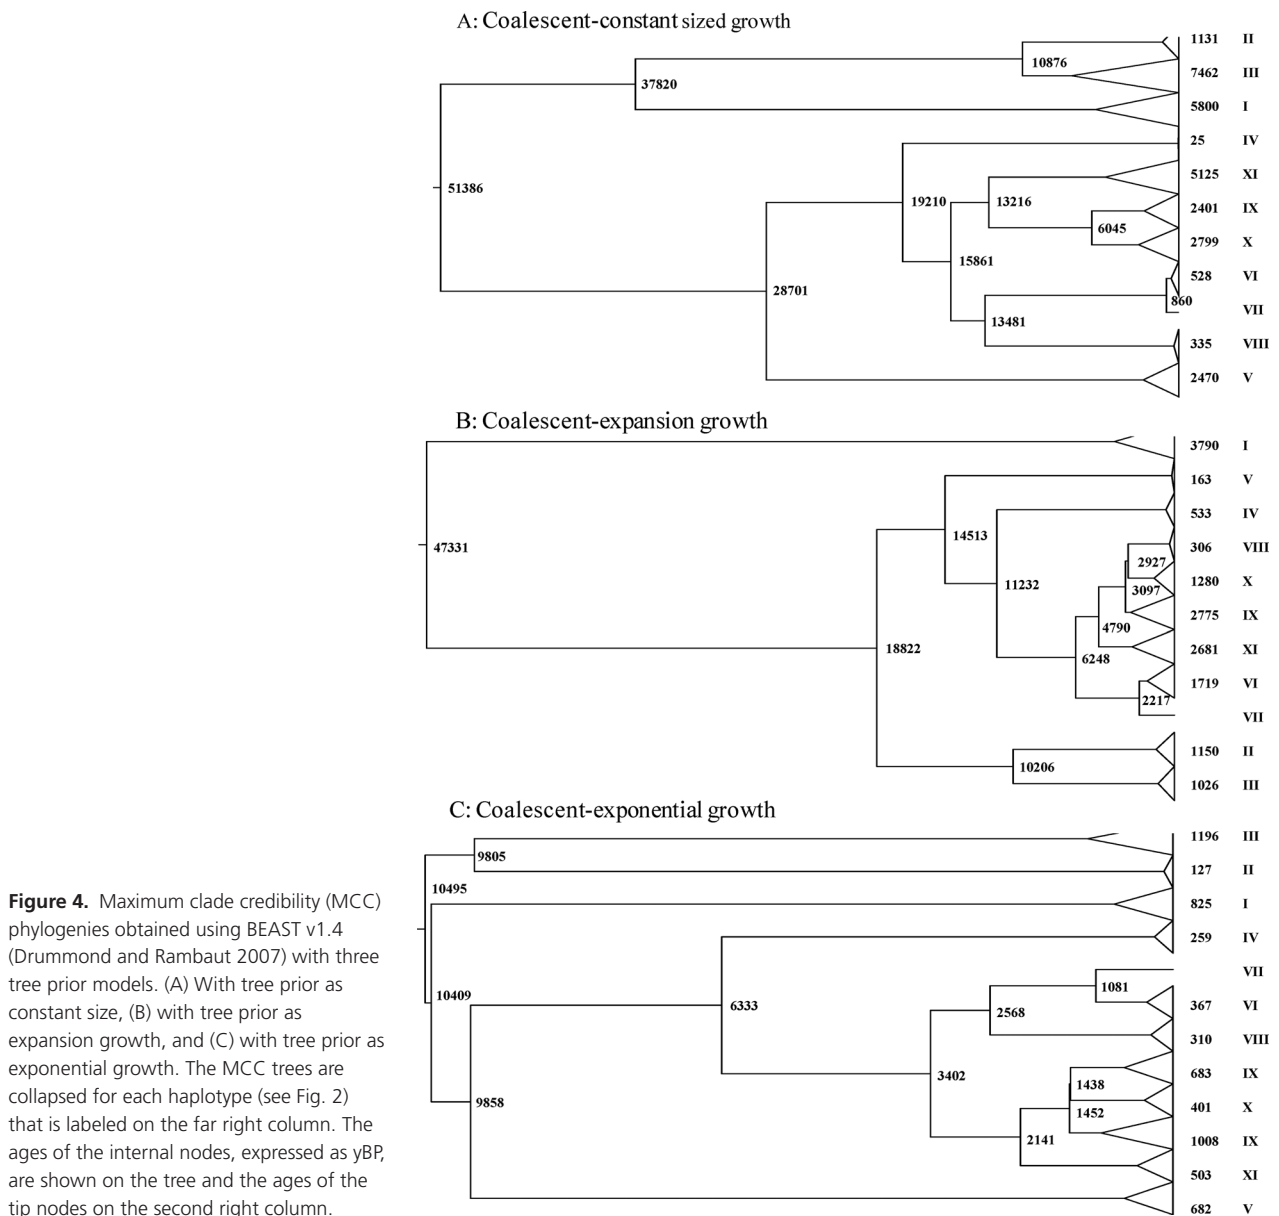 A: Coalescent-constant sized growth
1131 II
10876
7462 III
37820
5800 I
25 IV
5125 XI
51386
19210
13216
2401 IX
6045
2799 X
15861
528 VI
28701
860
VII
13481
335 VIII
2470 V
B: Coalescent-expansion growth
3790 I
163 V
533 IV
14513
47331
306 VIII
2927
1280 X
11232
3097
2775 IX
4790
18822
2681 XI
6248
1719 VI
2217
VII
1150 II
10206
1026 III
C: Coalescent-exponential growth
1196 III
9805
127 II
10495
825 I
259 IV
VII
1081
10409
6333
367 VI
2568
310 VIII
3402
683 IX
1438
9858
401 X
1452
2141
1008 IX
503 XI
682 V
Figure 4. Maximum clade credibility (MCC)
phylogenies obtained using BEAST v1.4
(Drummond and Rambaut 2007) with three
tree prior models. (A) With tree prior as
constant size, (B) with tree prior as
expansion growth, and (C) with tree prior as
exponential growth. The MCC trees are
collapsed for each haplotype (see Fig. 2)
that is labeled on the far right column. The
ages of the internal nodes, expressed as yBP,
are shown on the tree and the ages of the
tip nodes on the second right column.